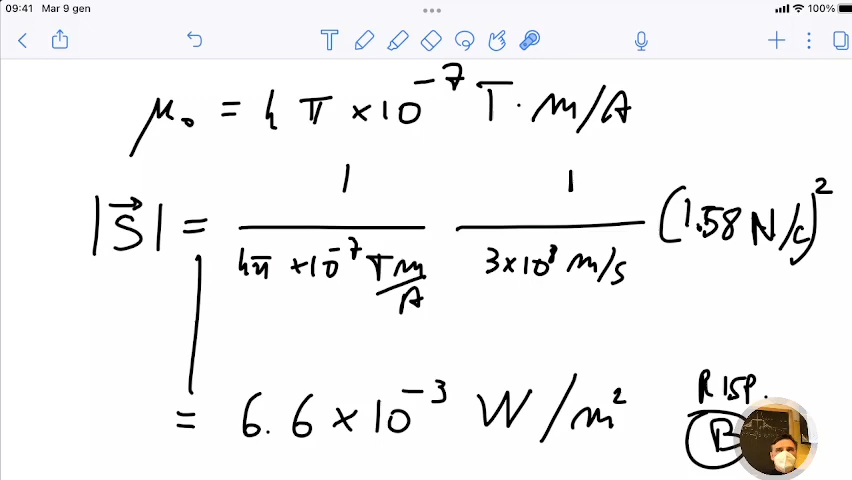 09:41 Mar 9 gen 100%
μ₀ = 4π × 10⁻⁷ T · m/A
|S⃗| = 1 / (4π × 10⁻⁷ Tm/A) 1 / (3 × 10⁸ m/s) (1.58 N/C)²
= 6.6 × 10⁻³ W/m²
RISP.
B